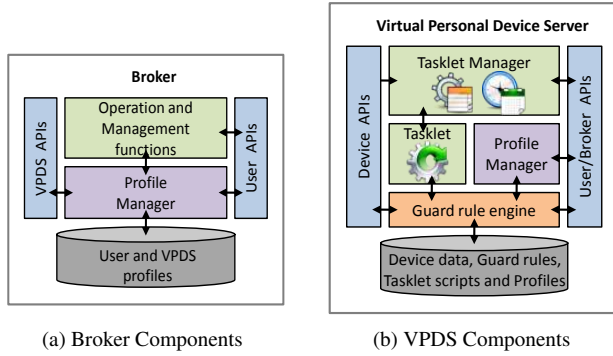 Broker
VPDS APIs
Operation and
Management
functions
User APIs
Profile
Manager
User and VPDS
profiles
(a) Broker Components
Virtual Personal Device Server
Device APIs
Tasklet Manager
User/Broker APIs
Tasklet
Profile
Manager
Guard rule engine
Device data, Guard rules,
Tasklet scripts and Profiles
(b) VPDS Components